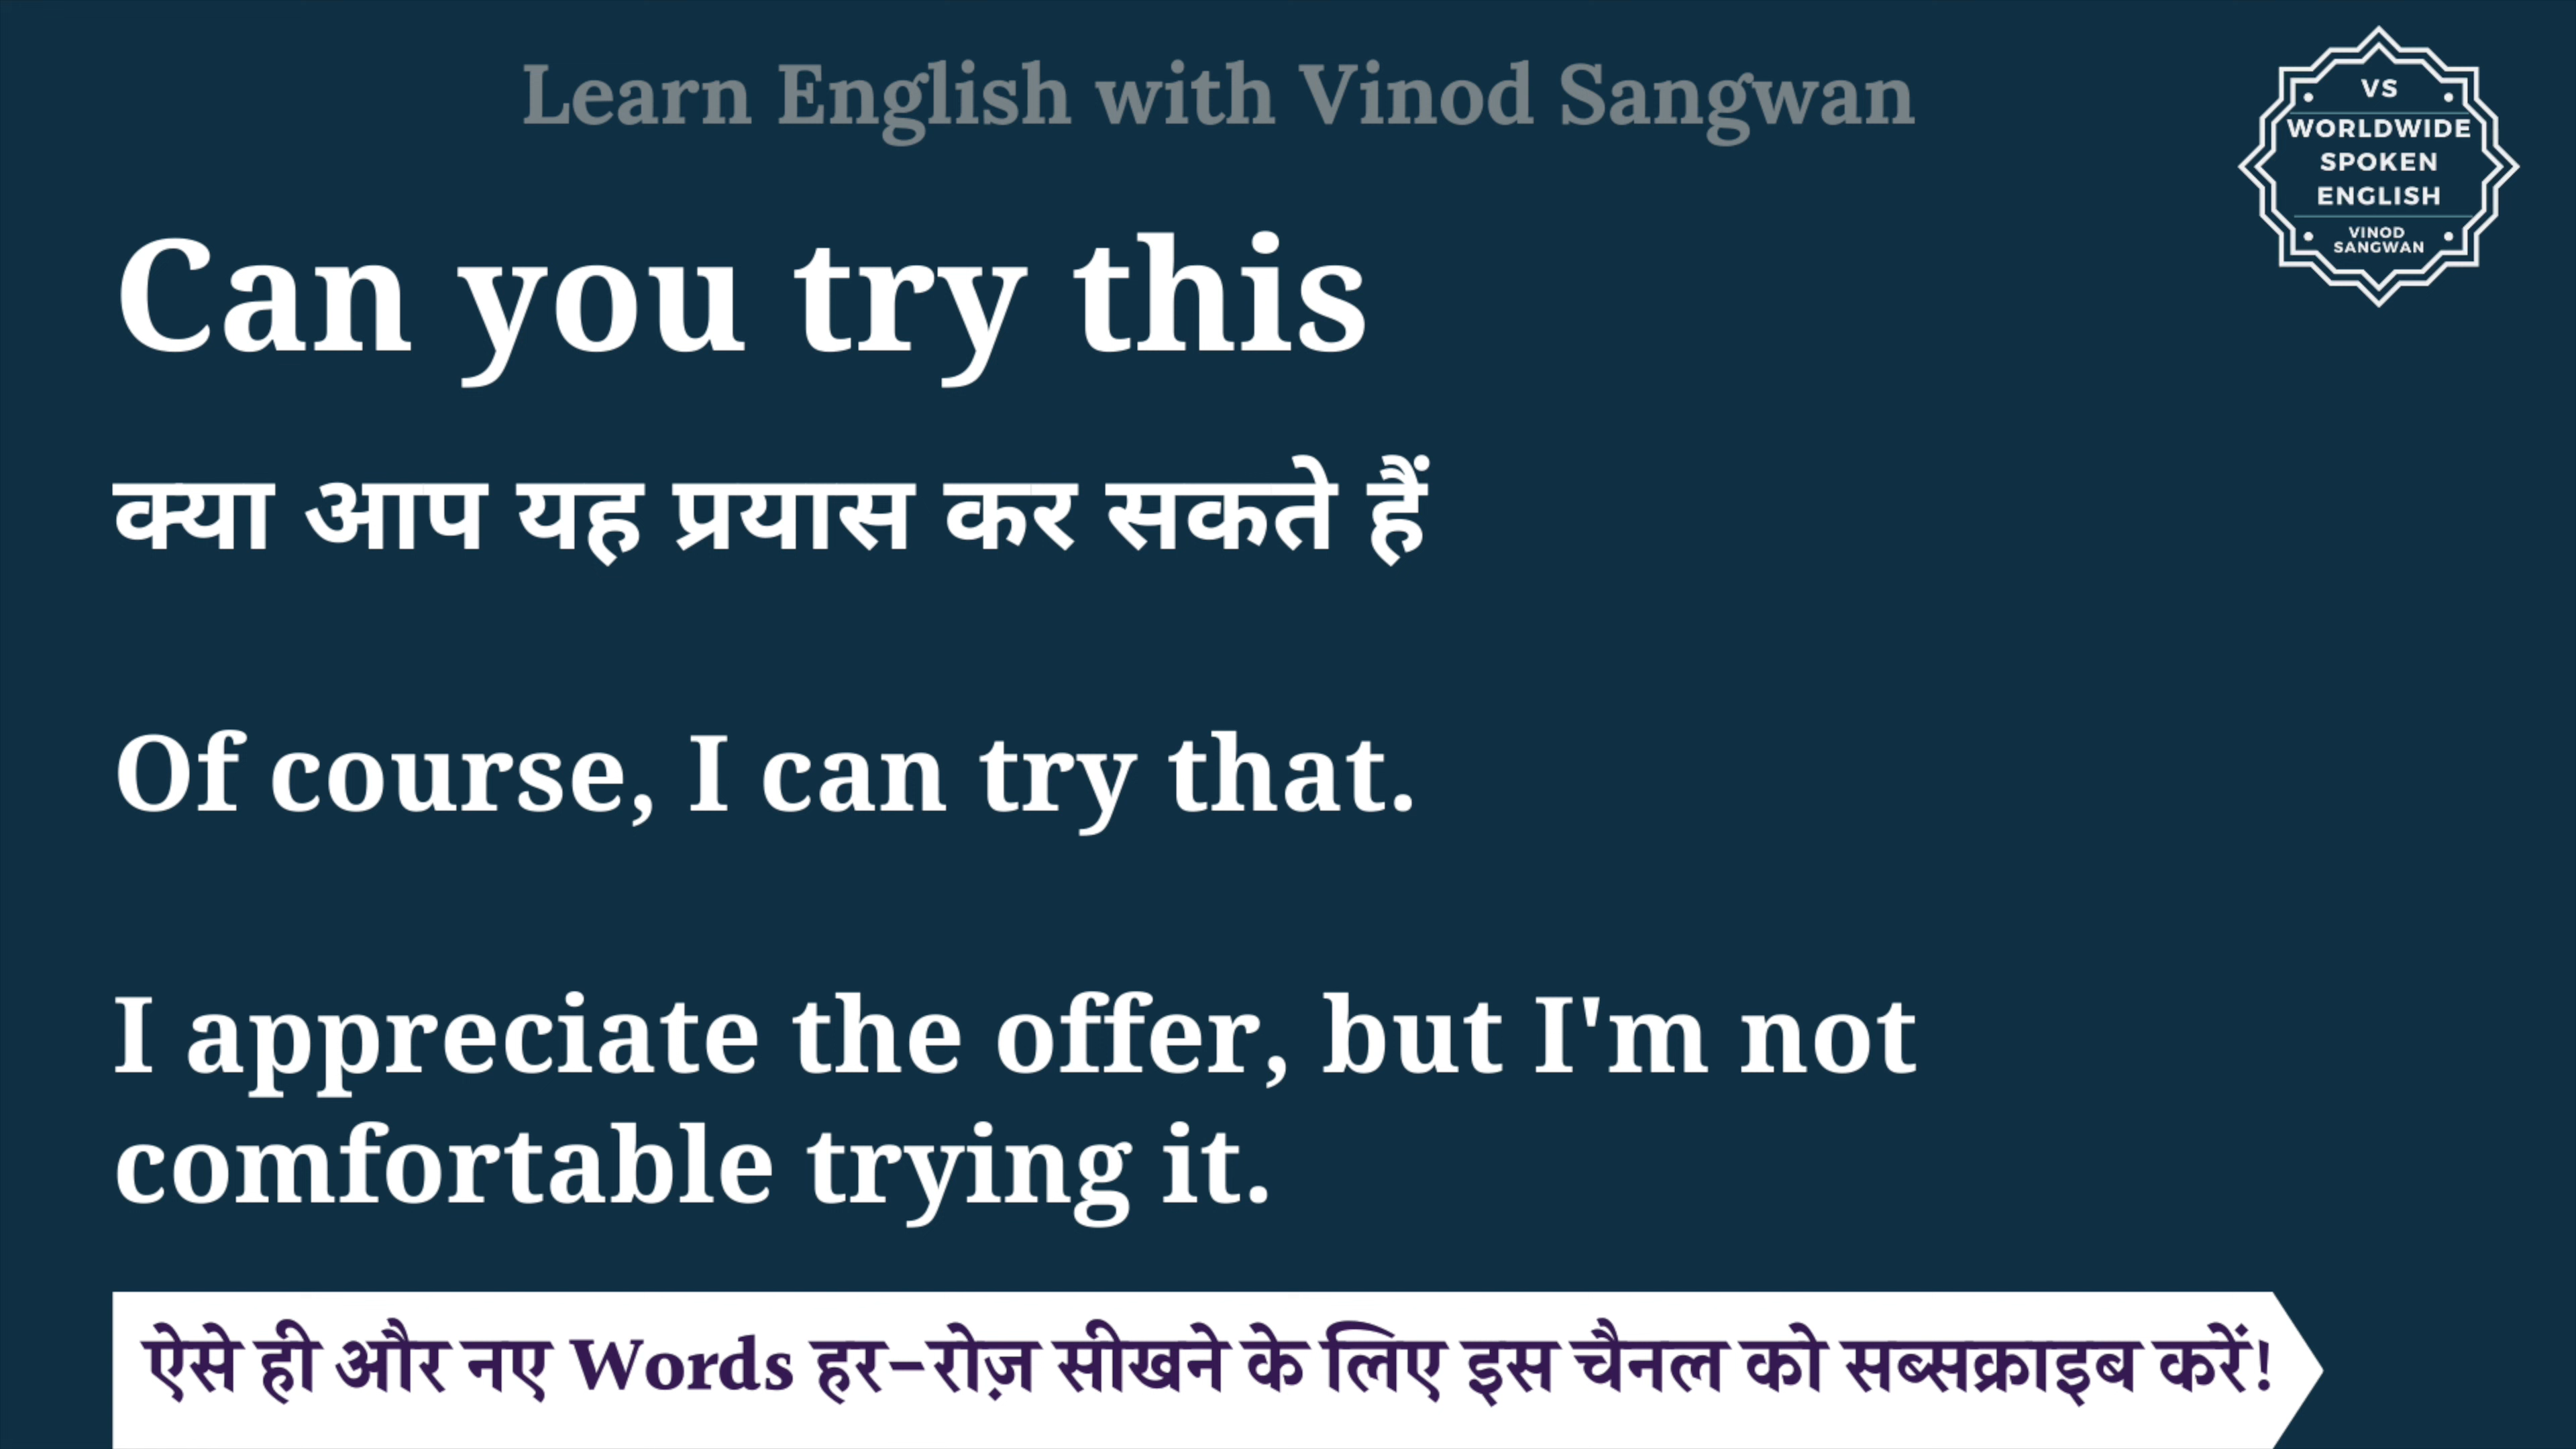 Learn English with Vinod Sangwan
VS
WORLDWIDE
SPOKEN
ENGLISH
VINOD
SANGWAN
Can you try this
क्या आप यह प्रयास कर सकते हैं
Of course, I can try that.
I appreciate the offer, but I'm not
comfortable trying it.
ऐसे ही और नए Words हर-रोज़ सीखने के लिए इस चैनल को सब्सक्राइब करें!